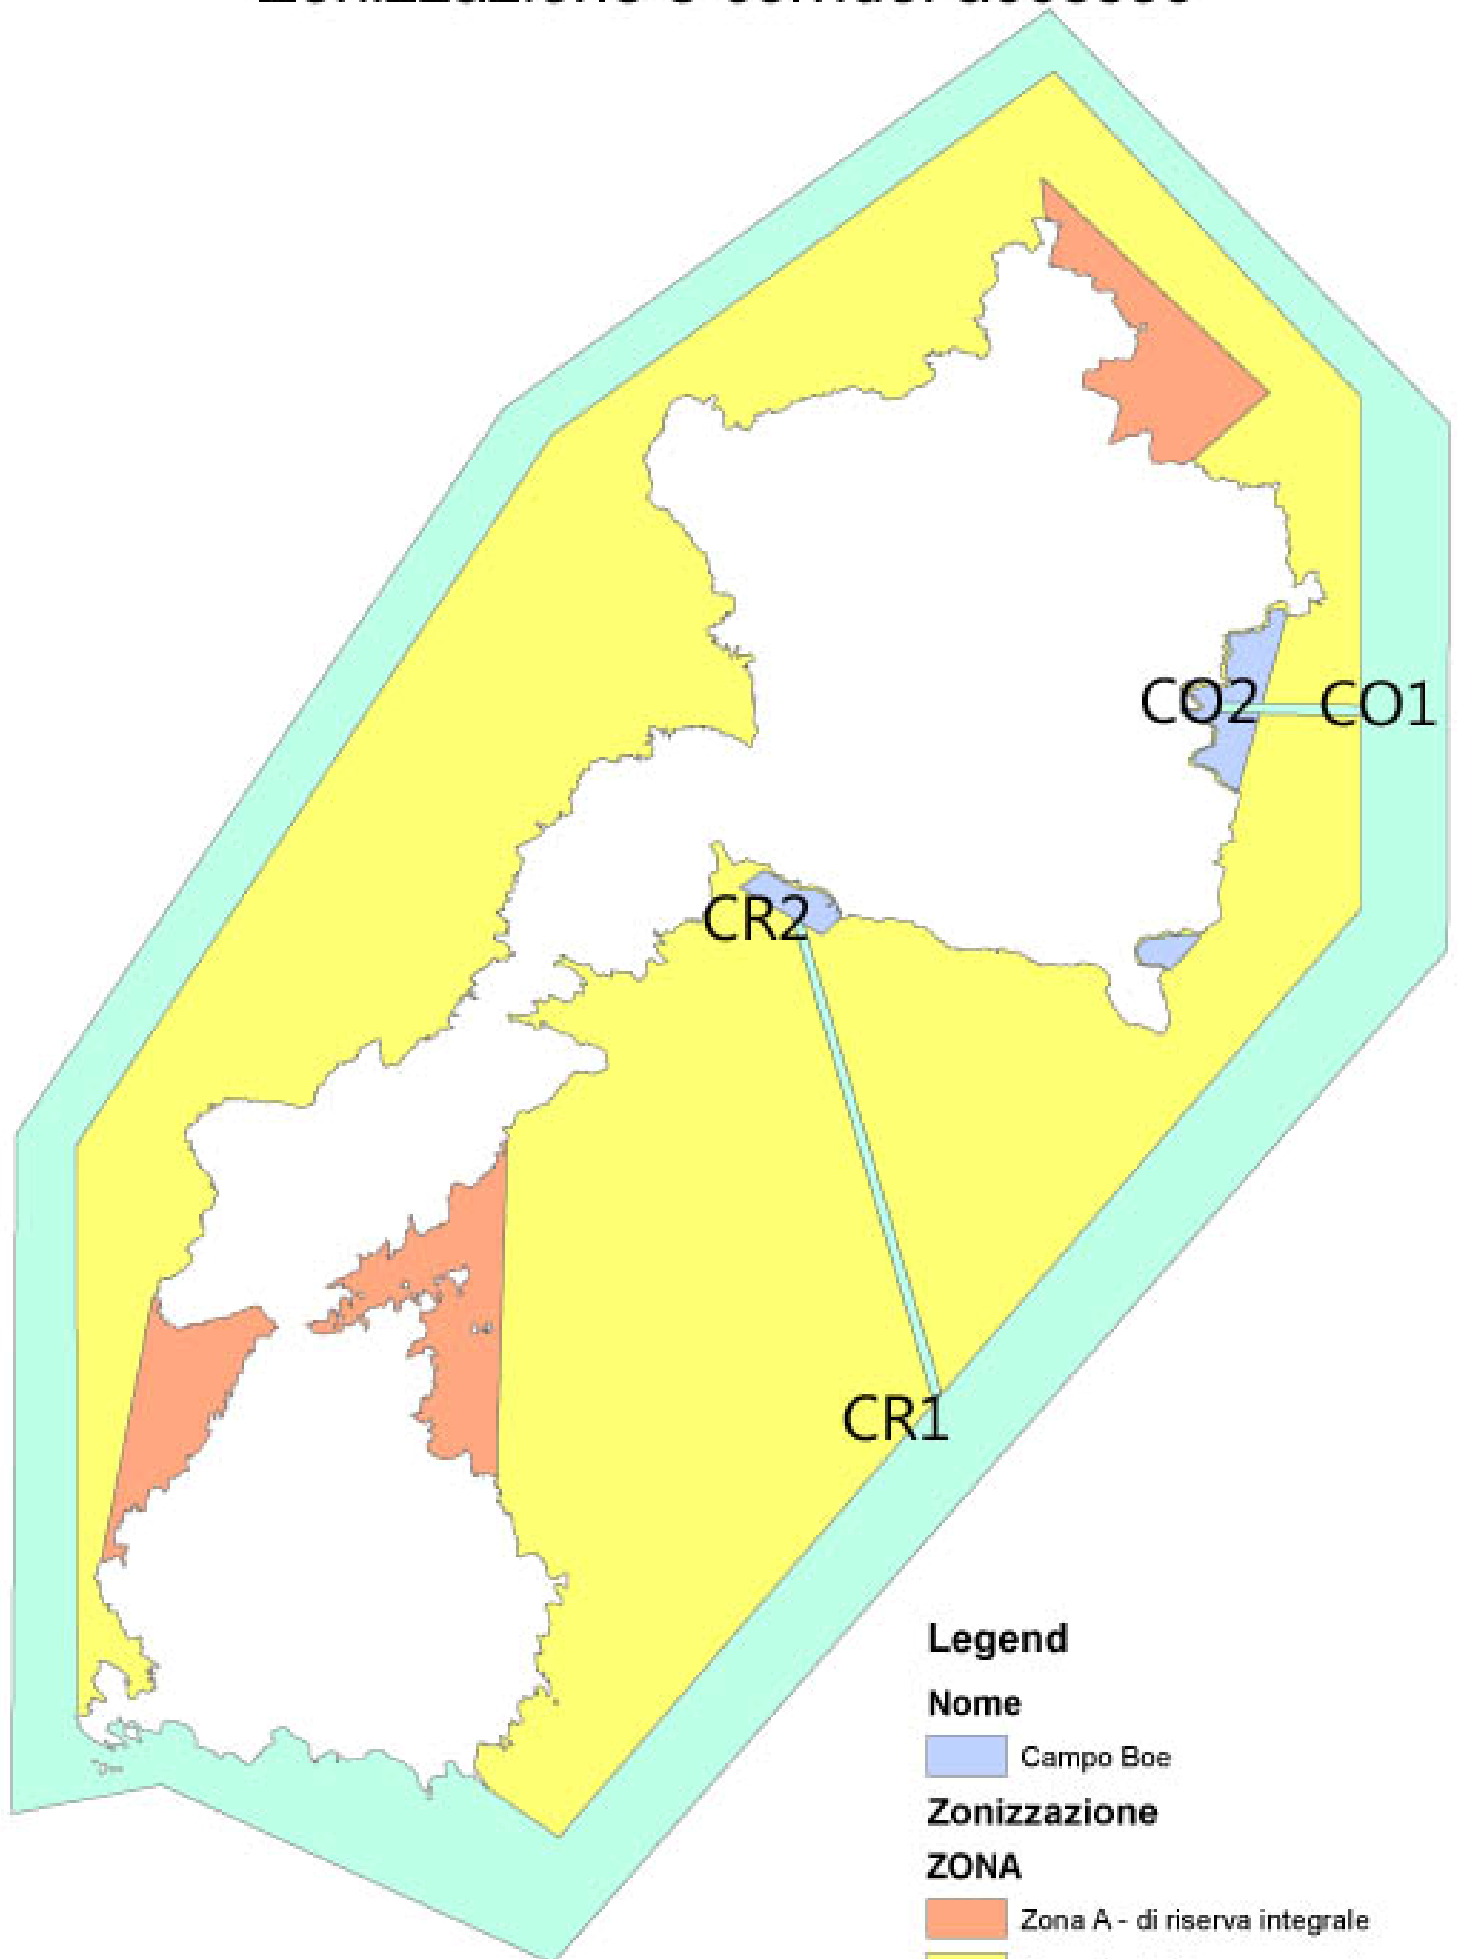 CO2
CO1
CR2
CR1
Legend
Nome
Campo Boe
Zonizzazione
ZONA
Zona A - di riserva integrale